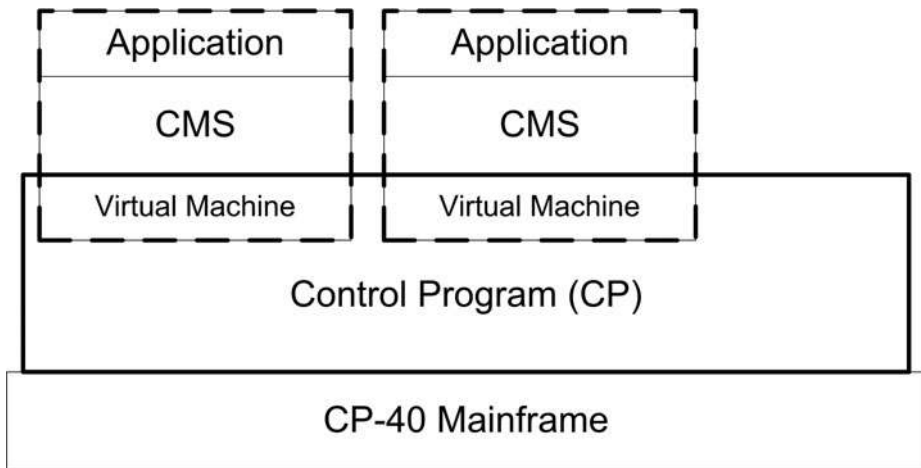 Application
Application
CMS
CMS
Virtual Machine
Virtual Machine
Control Program (CP)
CP-40 Mainframe